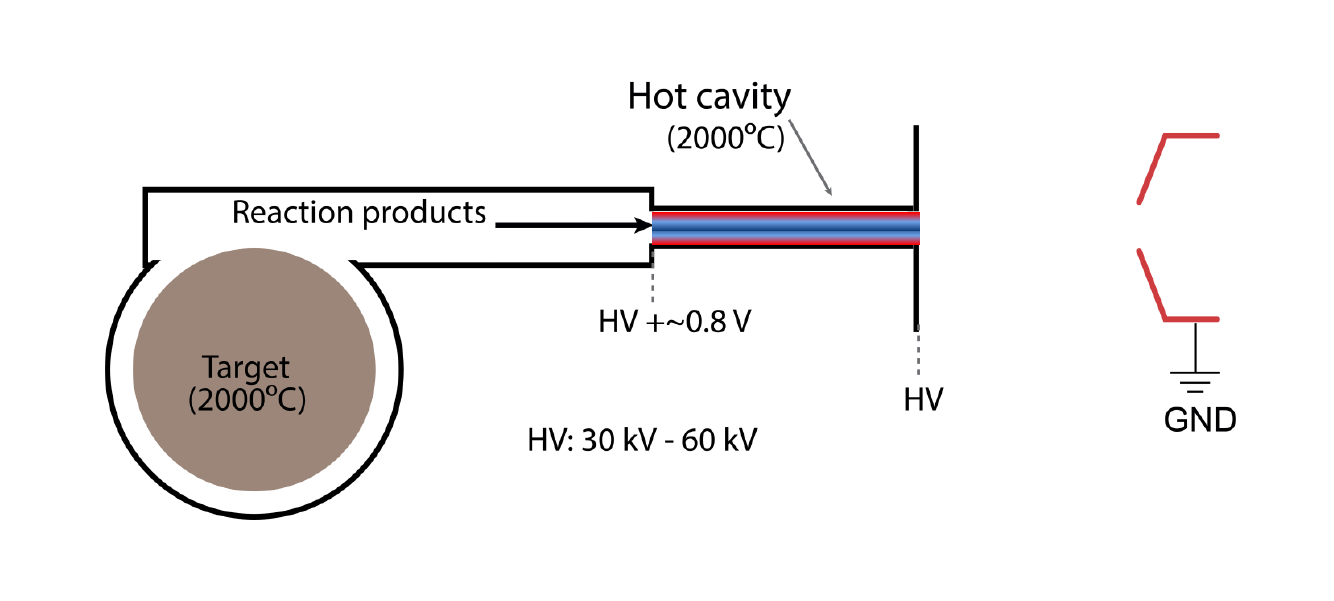 Hot cavity
(2000°C)
Reaction products
HV +~0.8 V
Target
(2000°C)
HV
GND
HV: 30 kV - 60 kV